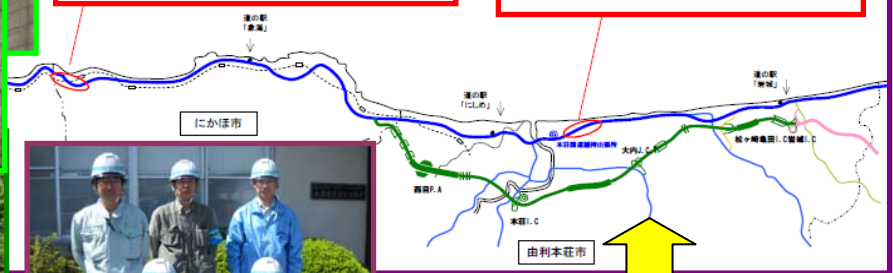 道の駅
「象潟」
道の駅
「にしめ」
道の駅
「岩城」
にかほ市
本荘国道維持出張所
大内J.C
松ヶ崎亀田I.C
岩城I.C
西目P.A
本荘I.C
由利本荘市